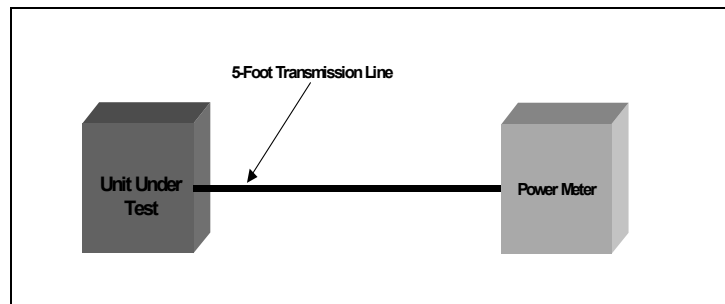 5-Foot Transmission Line
Unit Under
Test
Power Meter